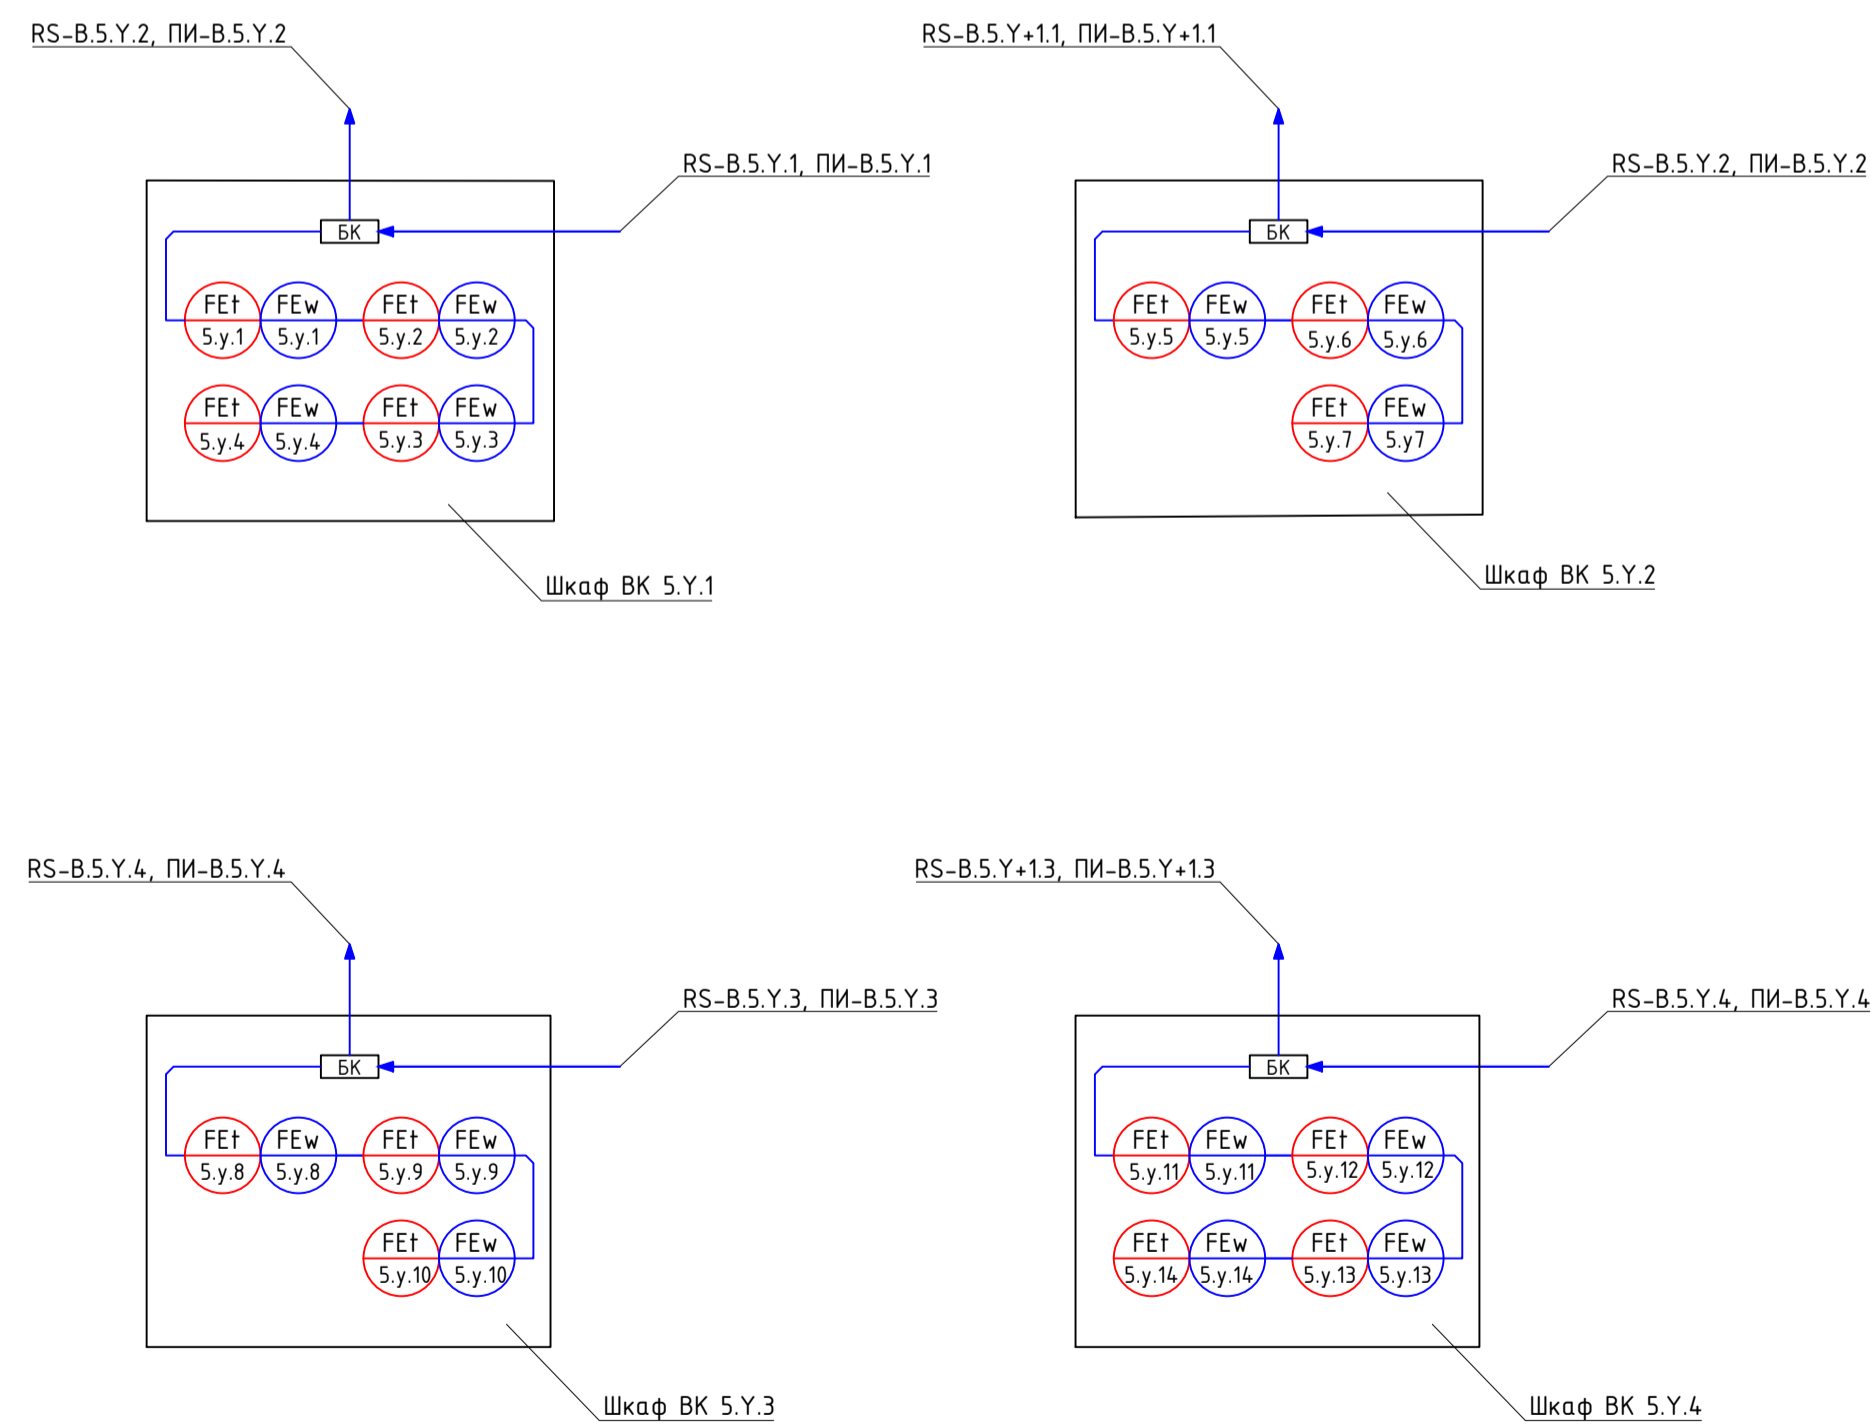 RS-В.5.Y.2, ПИ-В.5.Y.2
RS-В.5.Y.1, ПИ-В.5.Y.1
БК
FEt FEw FEt FEw
5.y.1 5.y.1 5.y.2 5.y.2
FEt FEw FEt FEw
5.y.4 5.y.4 5.y.3 5.y.3
Шкаф ВК 5.Y.1
RS-В.5.Y+1.1, ПИ-В.5.Y+1.1
RS-В.5.Y.2, ПИ-В.5.Y.2
БК
FEt FEw FEt FEw
5.y.5 5.y.5 5.y.6 5.y.6
FEt FEw
5.y.7 5.y7
Шкаф ВК 5.Y.2
RS-В.5.Y.4, ПИ-В.5.Y.4
RS-В.5.Y.3, ПИ-В.5.Y.3
БК
FEt FEw FEt FEw
5.y.8 5.y.8 5.y.9 5.y.9
FEt FEw
5.y.10 5.y.10
Шкаф ВК 5.Y.3
RS-В.5.Y+1.3, ПИ-В.5.Y+1.3
RS-В.5.Y.4, ПИ-В.5.Y.4
БК
FEt FEw FEt FEw
5.y.11 5.y.11 5.y.12 5.y.12
FEt FEw FEt FEw
5.y.14 5.y.14 5.y.13 5.y.13
Шкаф ВК 5.Y.4